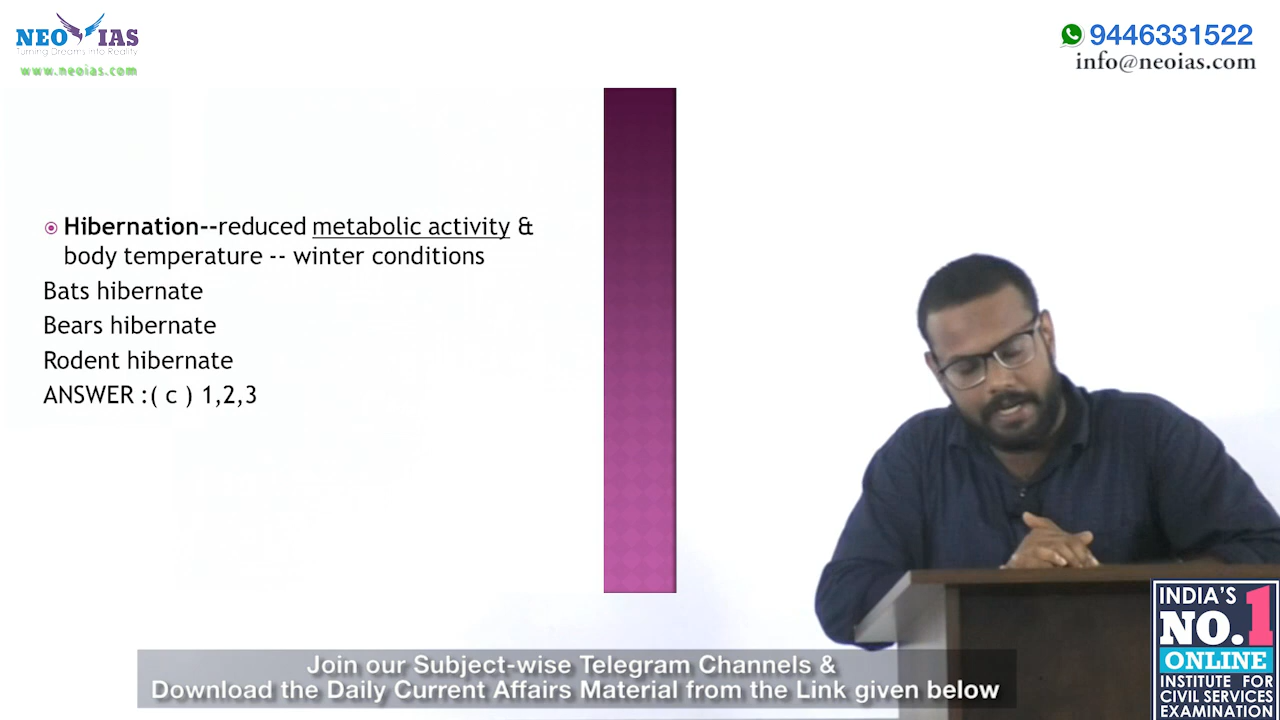 NEO IAS
Turning Dreams Into Reality
www.neoias.com
9446331522
info@neoias.com
Hibernation--reduced metabolic activity &
body temperature -- winter conditions
Bats hibernate
Bears hibernate
Rodent hibernate
ANSWER :( c ) 1,2,3
Join our Subject-wise Telegram Channels &
Download the Daily Current Affairs Material from the Link given below
INDIA'S
NO.1
ONLINE
INSTITUTE FOR
CIVIL SERVICES
EXAMINATION